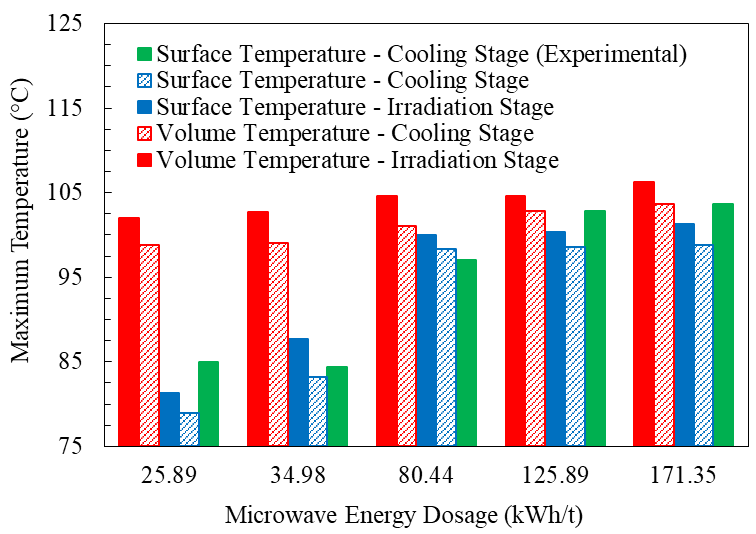 125
115
105
95
85
75
Maximum Temperature (°C)
Surface Temperature - Cooling Stage (Experimental)
Surface Temperature - Cooling Stage
Surface Temperature - Irradiation Stage
Volume Temperature - Cooling Stage
Volume Temperature - Irradiation Stage
25.89 34.98 80.44 125.89 171.35
Microwave Energy Dosage (kWh/t)